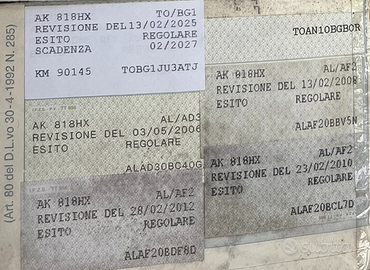 (Art. 80 del D.L.vo 30-4-1992 N. 285)
AK 818HX TO/BG1
REVISIONE DEL13/02/2025
ESITO REGOLARE
SCADENZA 02/2027
KM 90145 TOBG1JU3ATJ
AK 818HX AL/AD3
REVISIONE DEL 03/05/2006
ESITO REGOLARE
ALAD30BC40G
AK 818HX AL/AF2
REVISIONE DEL 28/02/2012
ESITO REGOLARE
ALAF20BDF8D
TOAN10BGBOR
AK 818HX AL/AF2
REVISIONE DEL 13/02/2008
ESITO REGOLARE
ALAF20BBV5N
AK 818HX AL/AF2
REVISIONE DEL 23/02/2010
ESITO REGOLARE
ALAF20BCL7D